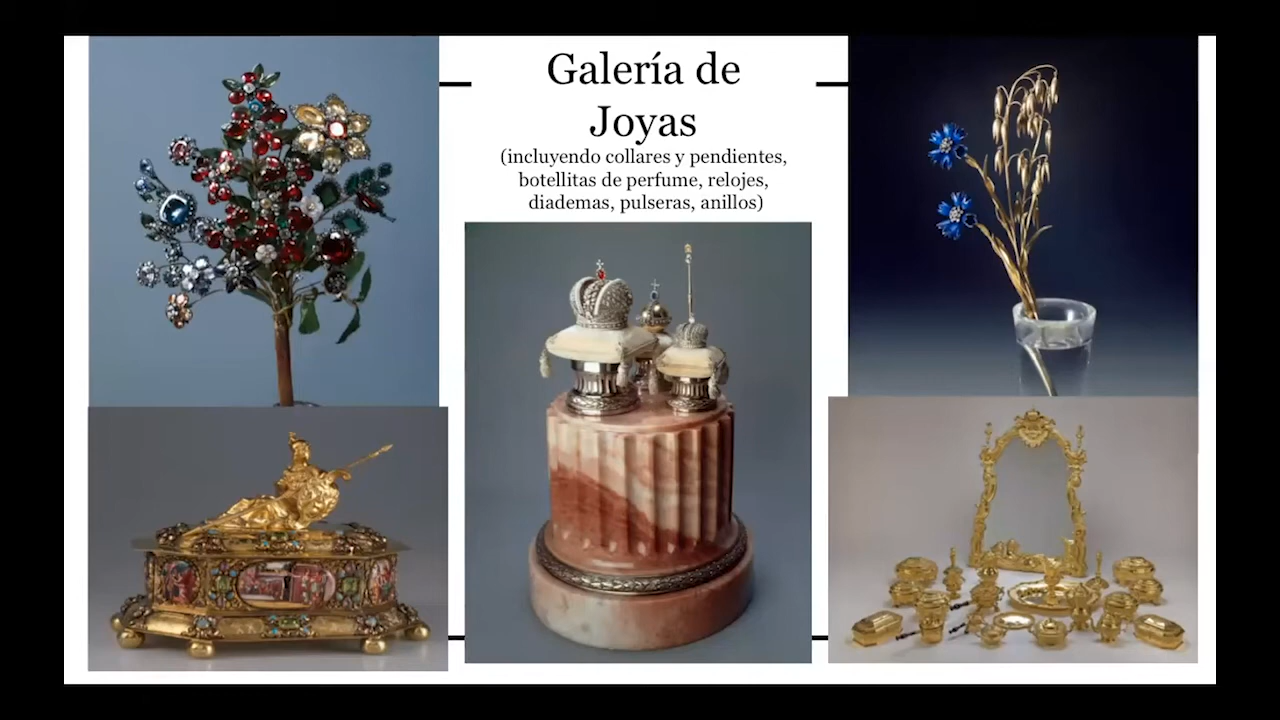 Galería de
Joyas
(incluyendo collares y pendientes,
botellitas de perfume, relojes,
diademas, pulseras, anillos)